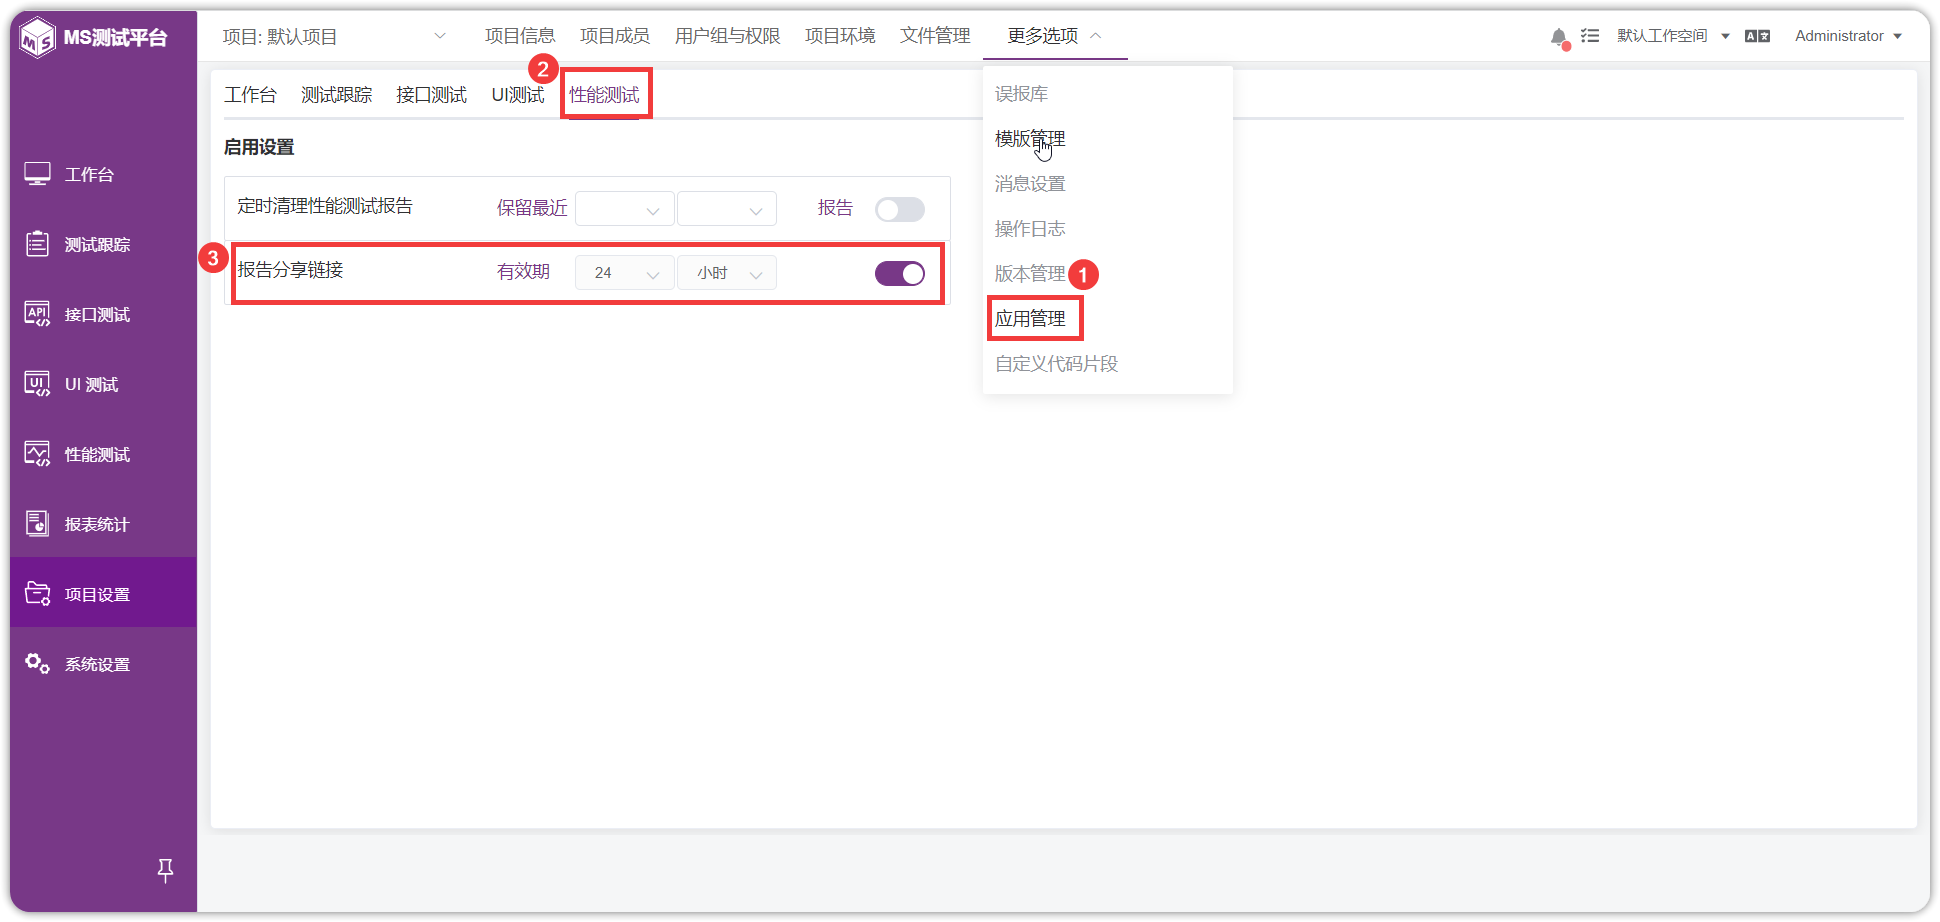 MS测试平台
项目: 默认项目
项目信息 项目成员 用户组与权限 项目环境 文件管理 更多选项
默认工作空间 Administrator
工作台
测试跟踪
接口测试
UI 测试
性能测试
报表统计
项目设置
系统设置
2
工作台 测试跟踪 接口测试 UI测试 性能测试
启用设置
定时清理性能测试报告 保留最近 报告
3
报告分享链接 有效期 24 小时
误报库
模版管理
消息设置
操作日志
版本管理 1
应用管理
自定义代码片段